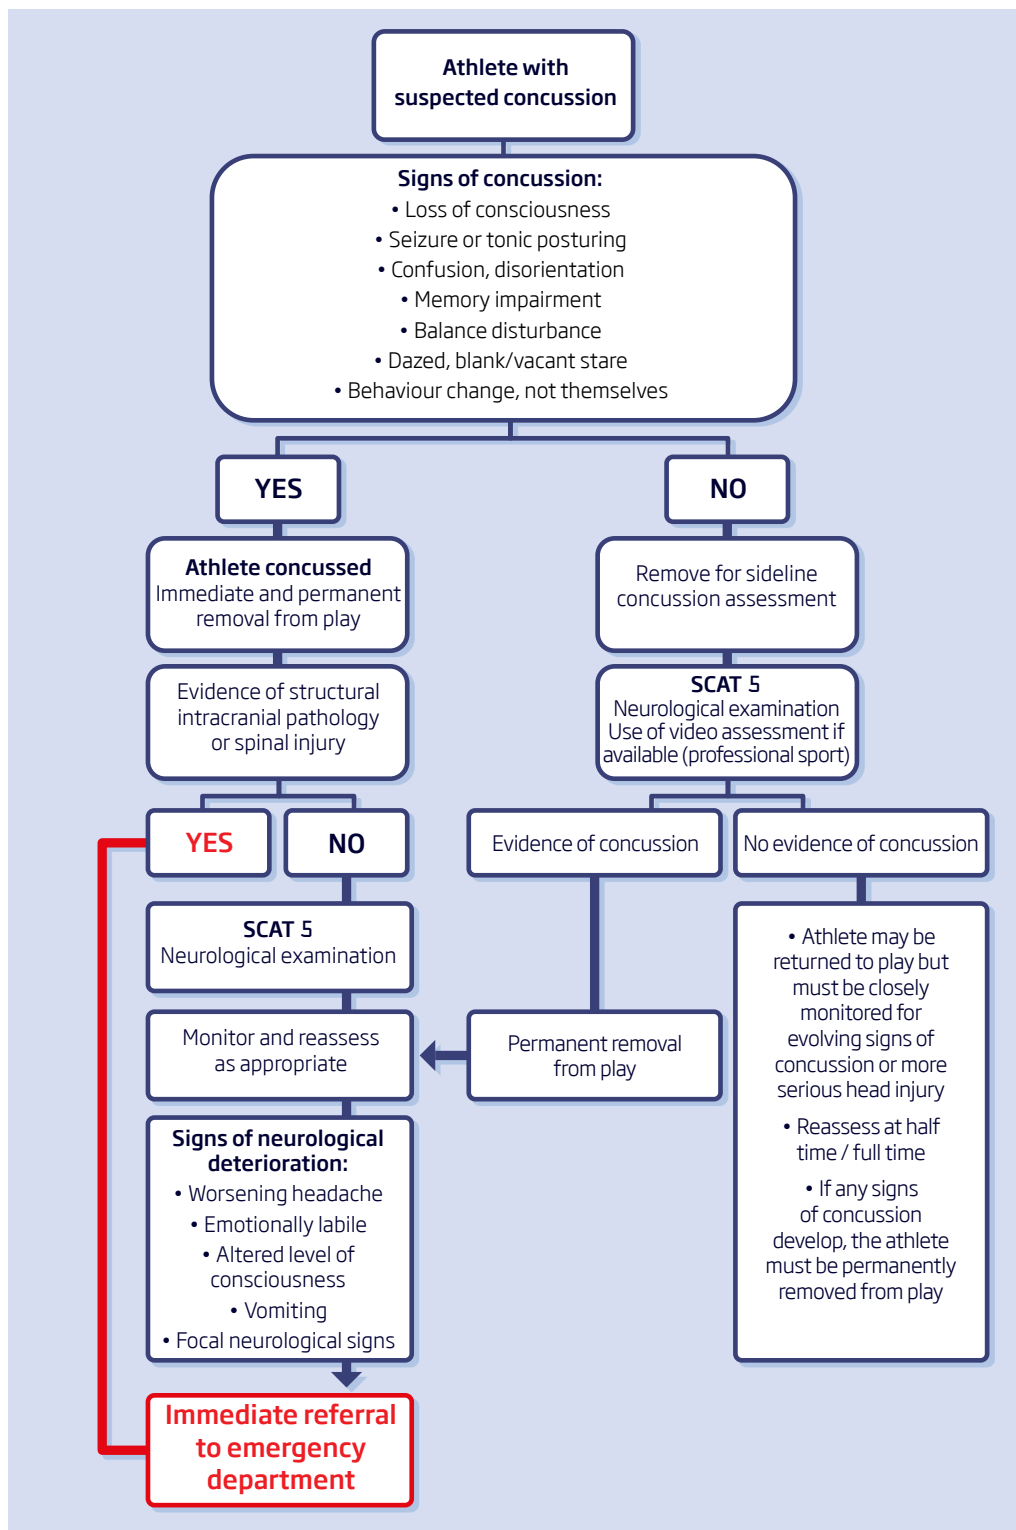 Athlete with
suspected concussion
Signs of concussion:
• Loss of consciousness
• Seizure or tonic posturing
• Confusion, disorientation
• Memory impairment
• Balance disturbance
• Dazed, blank/vacant stare
• Behaviour change, not themselves
YES
NO
Athlete concussed
Immediate and permanent
removal from play
Remove for sideline
concussion assessment
Evidence of structural
intracranial pathology
or spinal injury
SCAT 5
Neurological examination
Use of video assessment if
available (professional sport)
YES
NO
Evidence of concussion
No evidence of concussion
SCAT 5
Neurological examination
Monitor and reassess
as appropriate
Permanent removal
from play
• Athlete may be
returned to play but
must be closely
monitored for
evolving signs of
concussion or more
serious head injury
• Reassess at half
time / full time
• If any signs
of concussion
develop, the athlete
must be permanently
removed from play
Signs of neurological
deterioration:
• Worsening headache
• Emotionally labile
• Altered level of
consciousness
• Vomiting
• Focal neurological signs
Immediate referral
to emergency
department